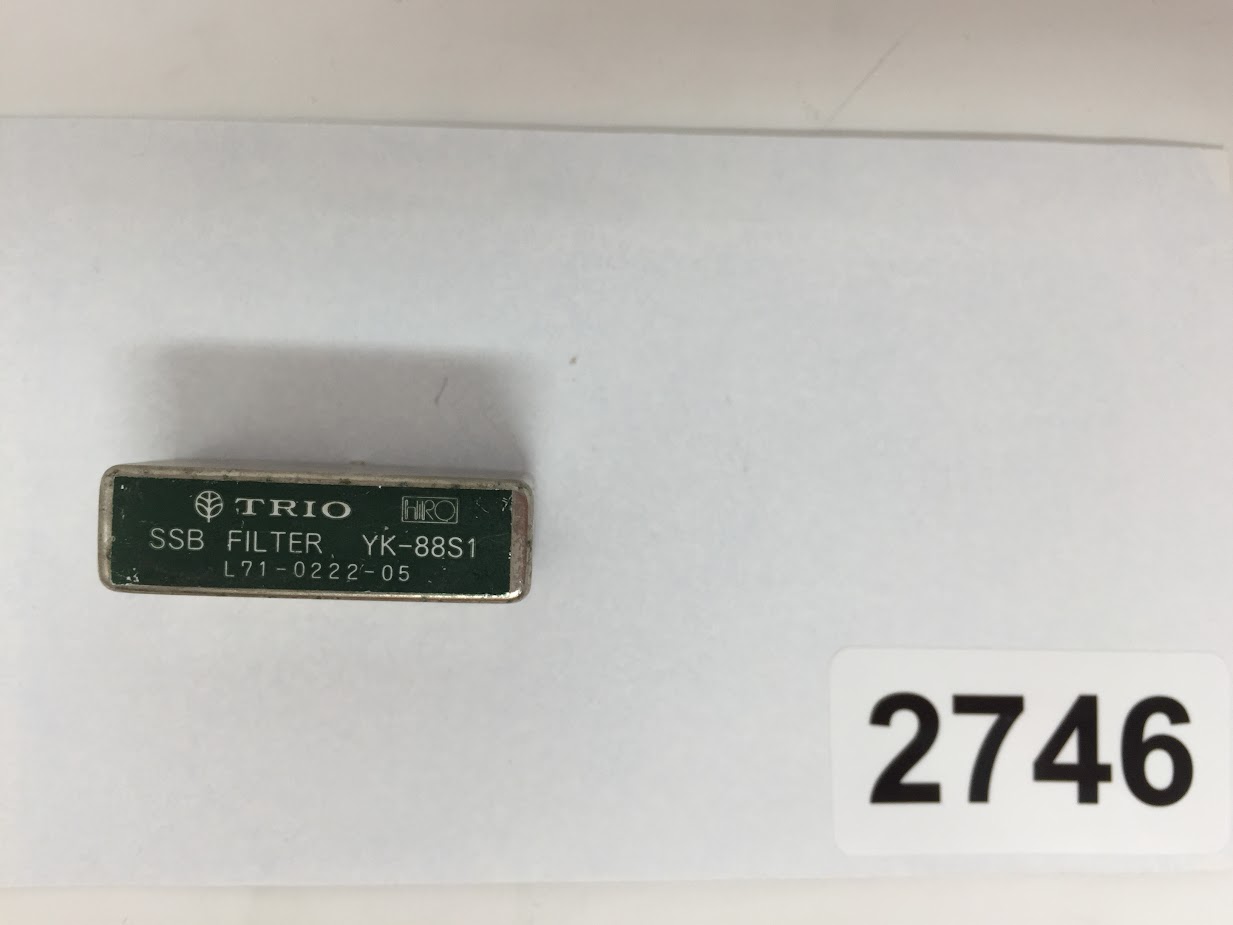 TRIO HIRO
SSB FILTER YK-88S1
L71-0222-05
2746